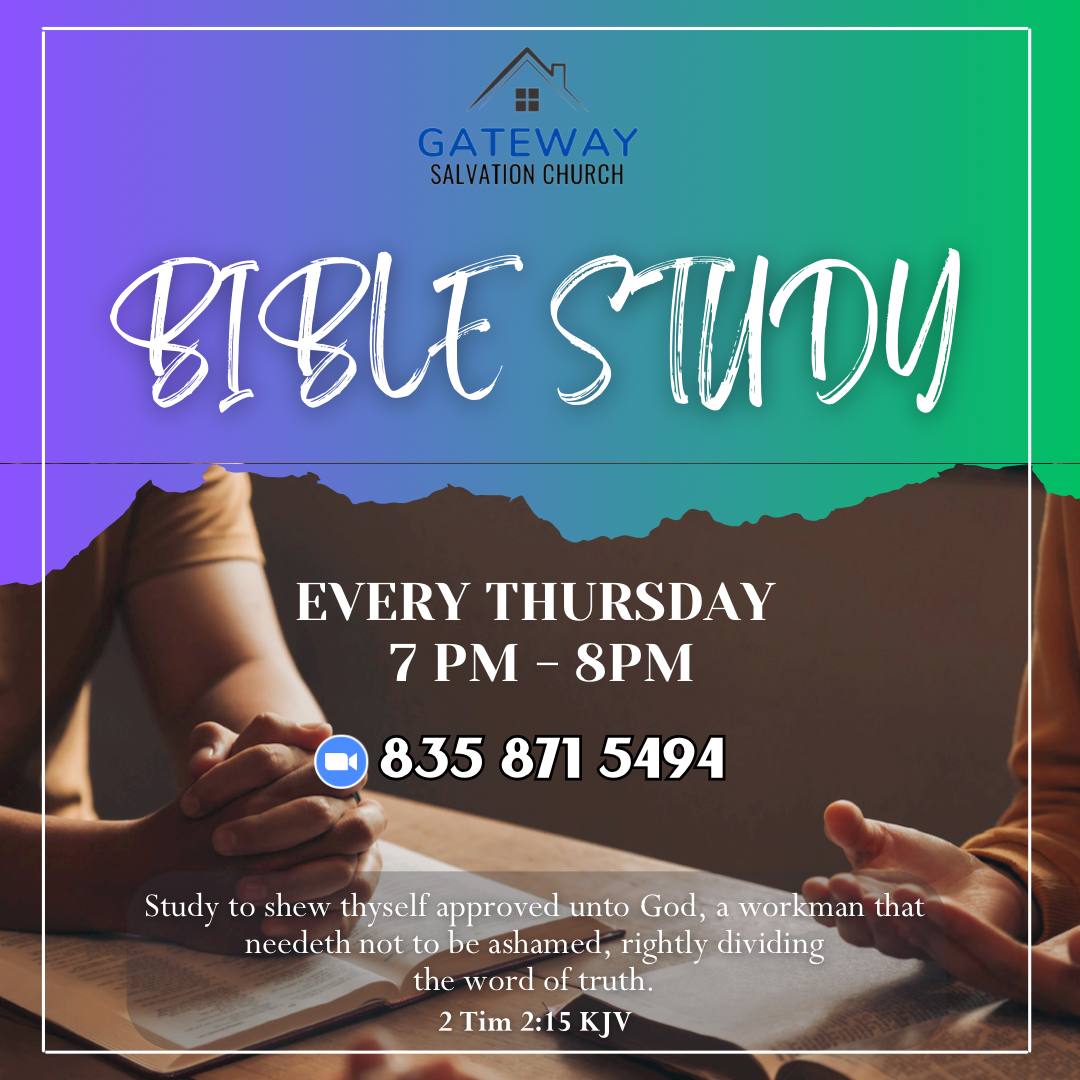 GATEWAY
SALVATION CHURCH
BIBLE STUDY
EVERY THURSDAY
7 PM – 8PM
835 871 5494
Study to shew thyself approved unto God, a workman that
needeth not to be ashamed, rightly dividing
the word of truth.
2 Tim 2:15 KJV